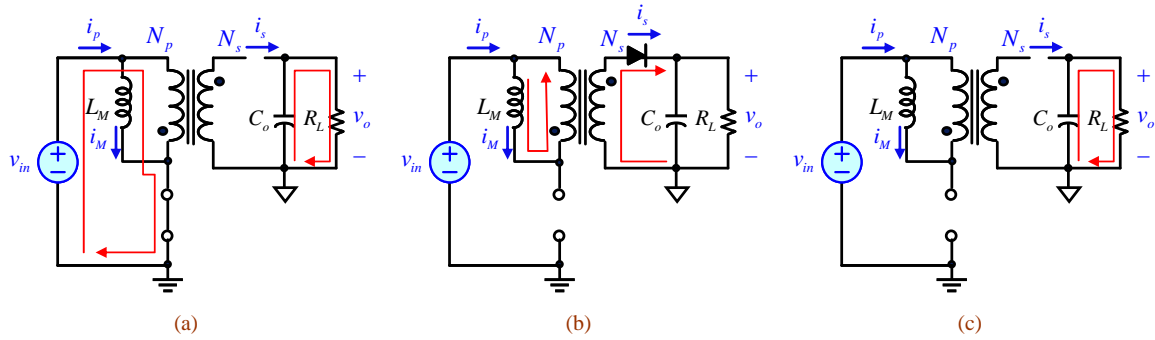 i_p N_p N_s i_s
L_M C_o R_L + v_o −
i_M
v_in + −
(a)
i_p N_p N_s i_s
L_M C_o R_L + v_o −
i_M
v_in + −
(b)
i_p N_p N_s i_s
L_M C_o R_L + v_o −
i_M
v_in + −
(c)